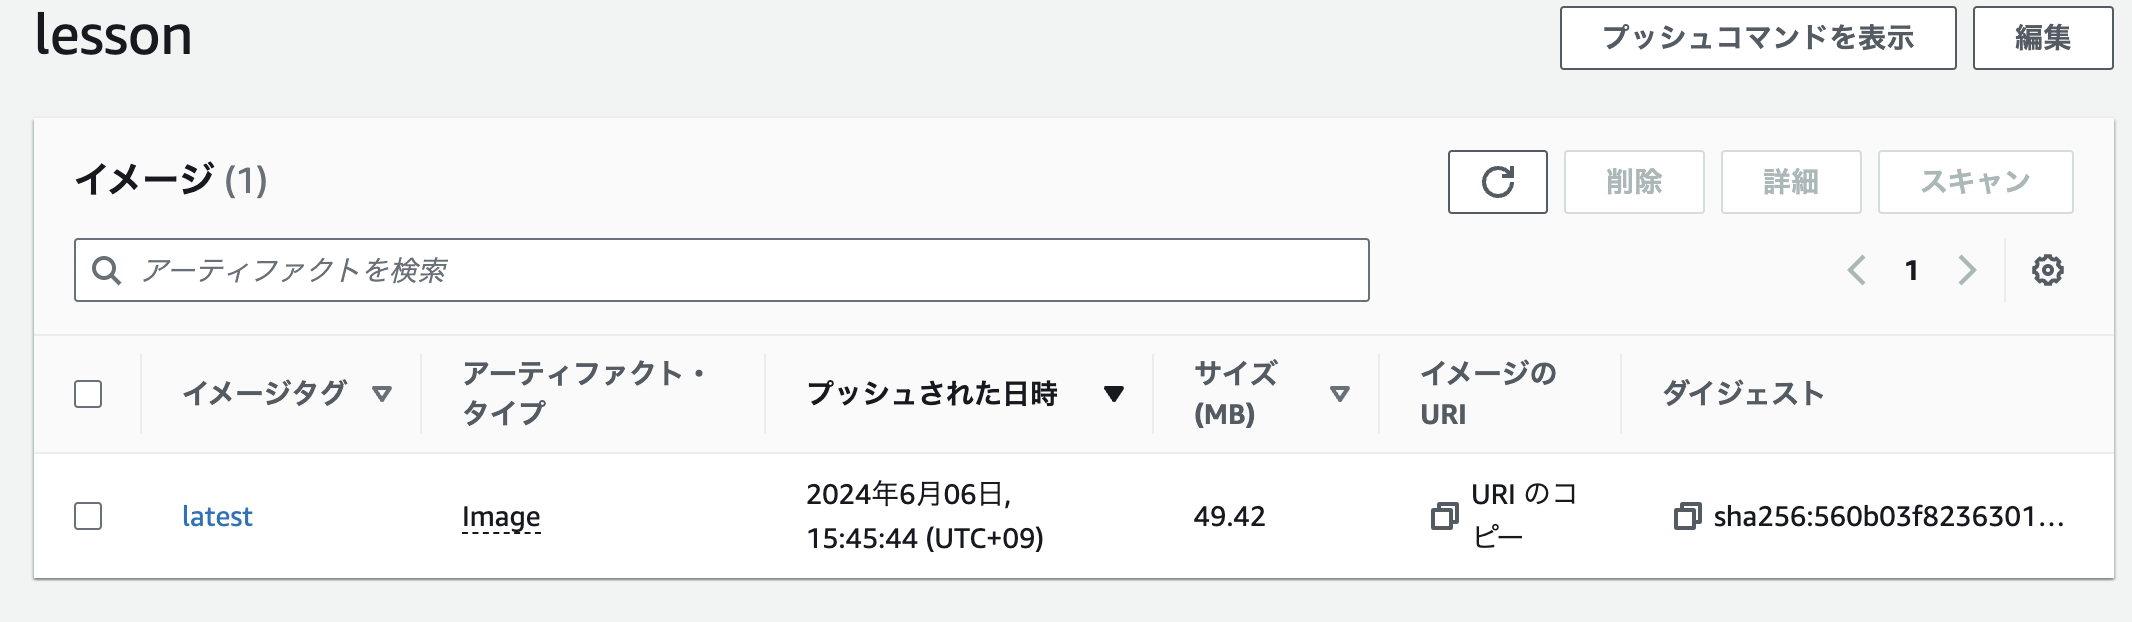 lesson
プッシュコマンドを表示
編集
イメージ (1)
削除
詳細
スキャン
アーティファクトを検索
1
イメージタグ
アーティファクト・
タイプ
プッシュされた日時
サイズ
(MB)
イメージの
URI
ダイジェスト
latest
Image
2024年6月06日,
15:45:44 (UTC+09)
49.42
URI のコ
ピー
sha256:560b03f8236301...